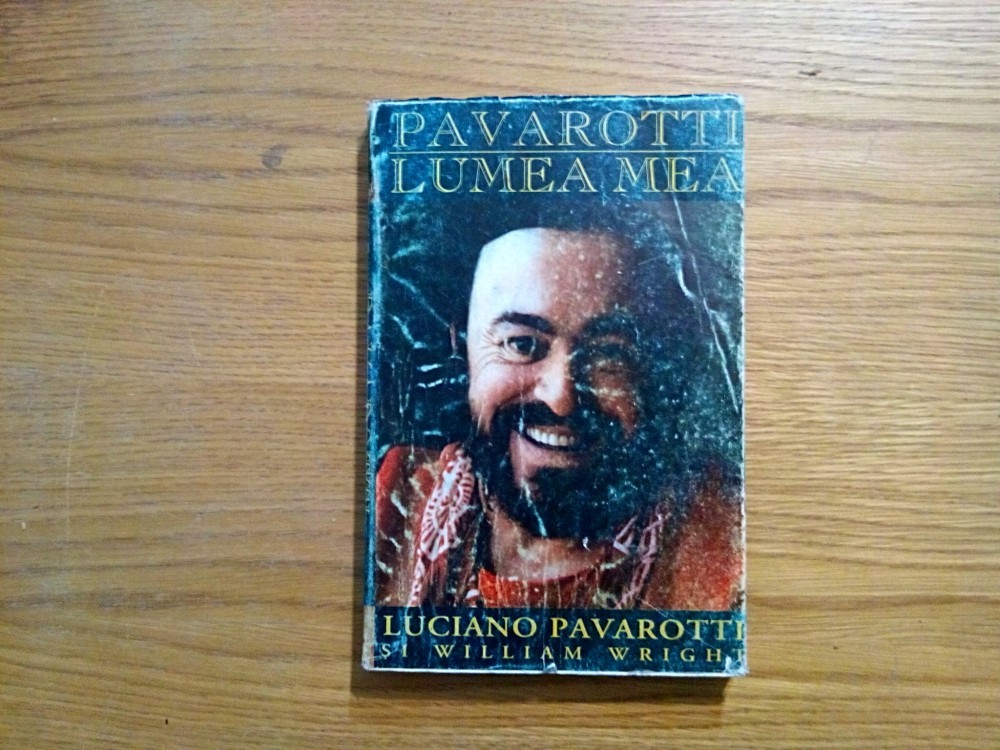 PAVAROTTI
LUMEA MEA
LUCIANO PAVAROTTI
ȘI WILLIAM WRIGHT